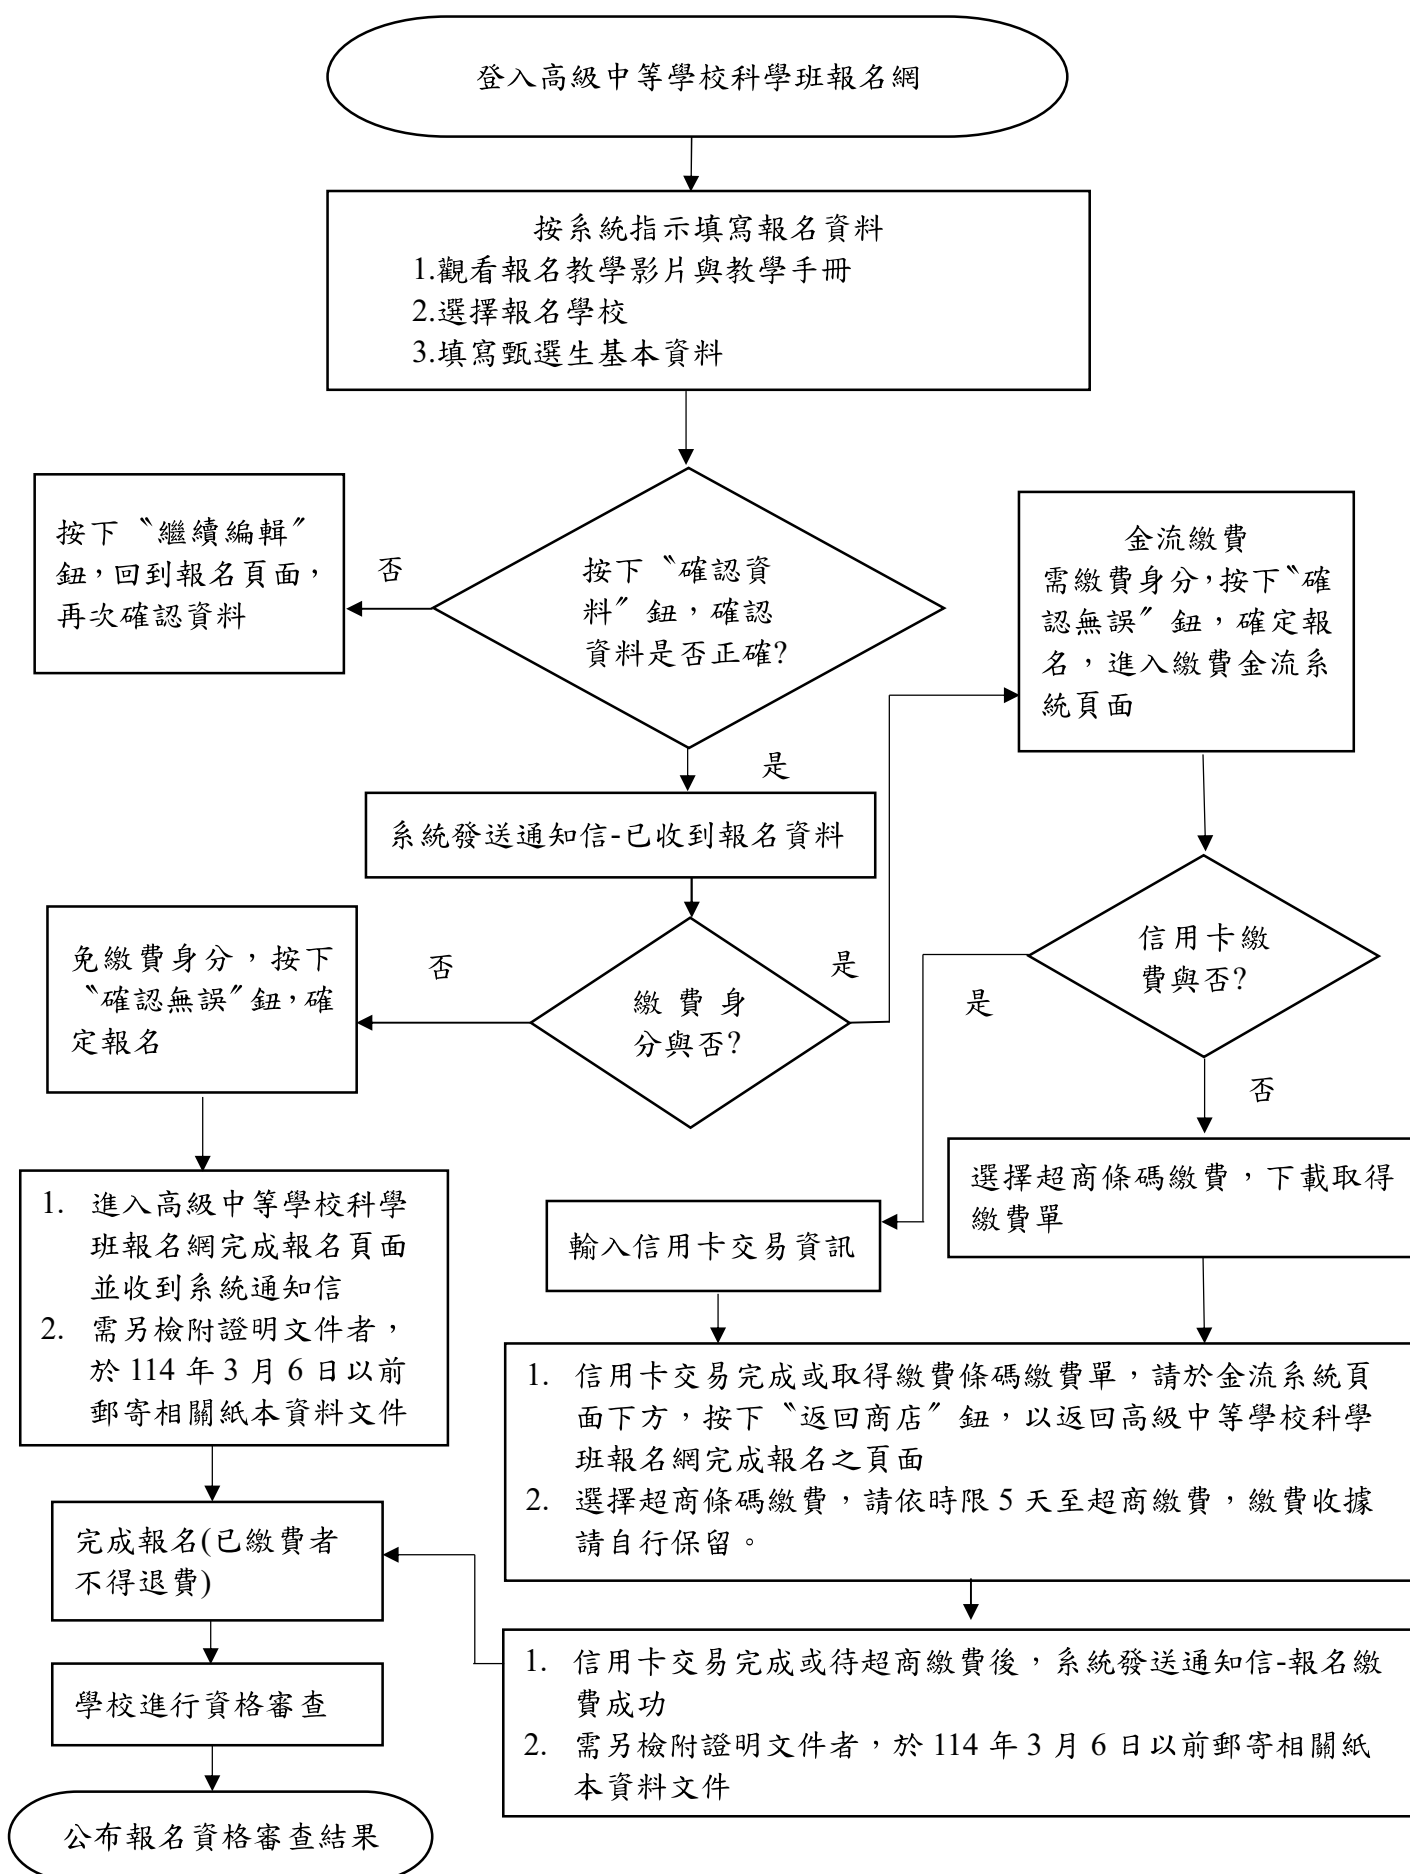 登入高級中等學校科學班報名網
按系統指示填寫報名資料
1.觀看報名教學影片與教學手冊
2.選擇報名學校
3.填寫甄選生基本資料
按下〝繼續編輯〞
鈕，回到報名頁面，
再次確認資料
否
按下〝確認資
料〞鈕，確認
資料是否正確?
是
金流繳費
需繳費身分，按下〝確
認無誤〞鈕，確定報
名，進入繳費金流系
統頁面
系統發送通知信-已收到報名資料
免繳費身分，按下
〝確認無誤〞鈕，確
定報名
否
繳費身
分與否?
是
信用卡繳
費與否?
是
否
選擇超商條碼繳費，下載取得
繳費單
輸入信用卡交易資訊
1. 進入高級中等學校科學
班報名網完成報名頁面
並收到系統通知信
2. 需另檢附證明文件者，
於 114 年 3 月 6 日以前
郵寄相關紙本資料文件
1. 信用卡交易完成或取得繳費條碼繳費單，請於金流系統頁
面下方，按下〝返回商店〞鈕，以返回高級中等學校科學
班報名網完成報名之頁面
2. 選擇超商條碼繳費，請依時限 5 天至超商繳費，繳費收據
請自行保留。
完成報名(已繳費者
不得退費)
1. 信用卡交易完成或待超商繳費後，系統發送通知信-報名繳
費成功
2. 需另檢附證明文件者，於 114 年 3 月 6 日以前郵寄相關紙
本資料文件
學校進行資格審查
公布報名資格審查結果